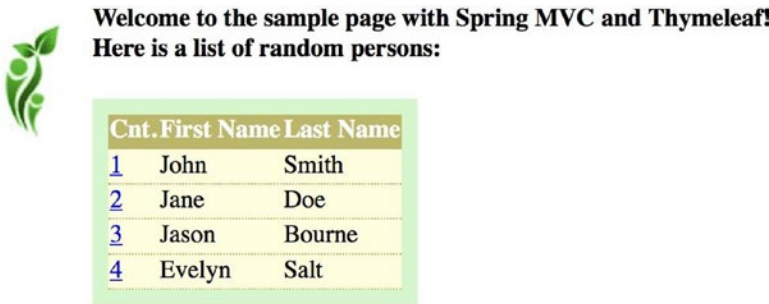 Welcome to the sample page with Spring MVC and Thymeleaf!
Here is a list of random persons:
Cnt. First Name Last Name
1 John Smith
2 Jane Doe
3 Jason Bourne
4 Evelyn Salt